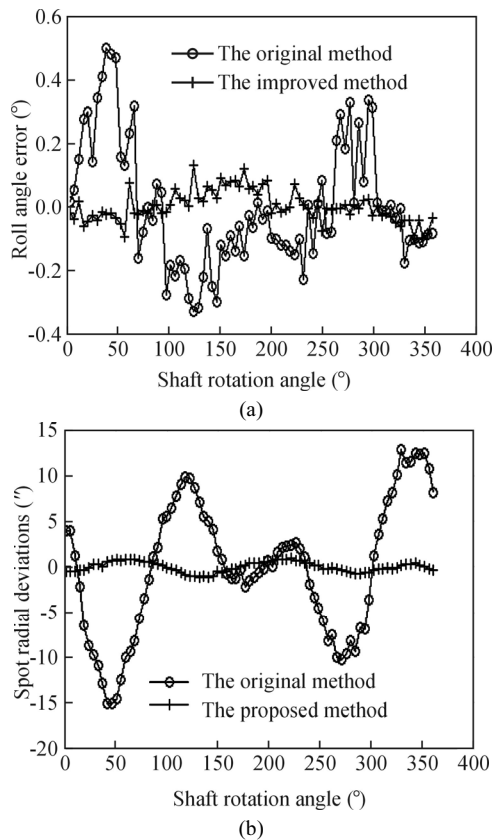 0.6
0.4
0.2
0.0
-0.2
-0.4
Roll angle error (°)
The original method
The improved method
0 50 100 150 200 250 300 350 400
Shaft rotation angle (°)
(a)
15
10
5
0
-5
-10
-15
-20
Spot radial deviations (″)
The original method
The proposed method
0 50 100 150 200 250 300 350 400
Shaft rotation angle (°)
(b)